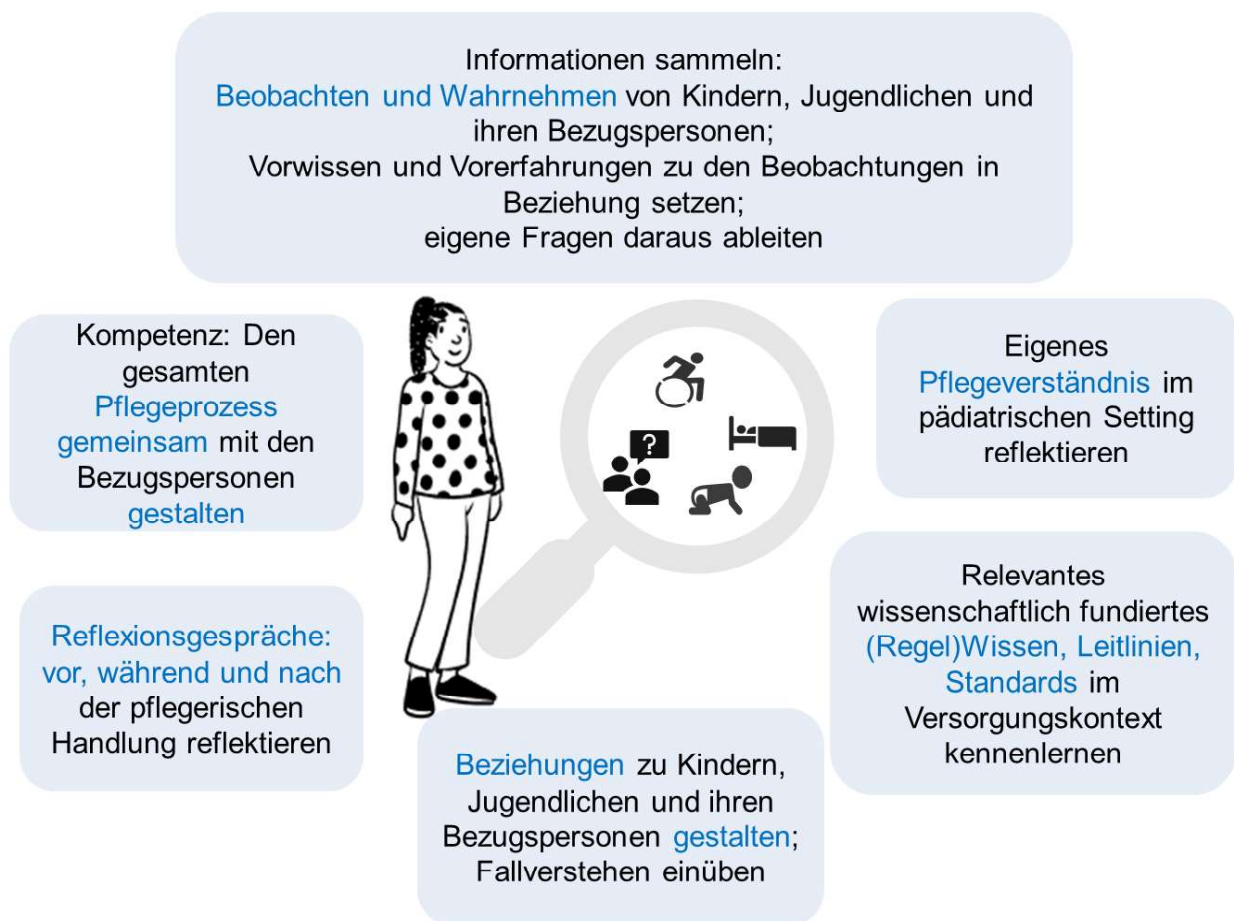 Informationen sammeln:
Beobachten und Wahrnehmen von Kindern, Jugendlichen und
ihren Bezugspersonen;
Vorwissen und Vorerfahrungen zu den Beobachtungen in
Beziehung setzen;
eigene Fragen daraus ableiten
Kompetenz: Den
gesamten
Pflegeprozess
gemeinsam mit den
Bezugspersonen
gestalten
?
Eigenes
Pflegeverständnis im
pädiatrischen Setting
reflektieren
Reflexionsgespräche:
vor, während und nach
der pflegerischen
Handlung reflektieren
Relevantes
wissenschaftlich fundiertes
(Regel)Wissen, Leitlinien,
Standards im
Versorgungskontext
kennenlernen
Beziehungen zu Kindern,
Jugendlichen und ihren
Bezugspersonen gestalten;
Fallverstehen einüben